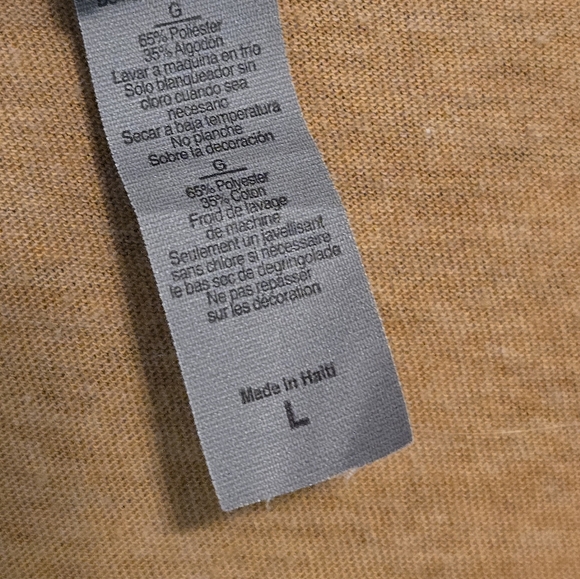 G
65% Poliéster
35% Algodón
Lavar a maquina en frio
Sólo blanqueador sin
cloro cuando sea
necesario
Secar a baja temperatura
No planche
Sobre la decoración
G
65% Polyester
35% Coton
Froid de lavage
de machine
Seulement un javellisant
sans chlore si nécessaire
le bas sec de degringolade
Ne pas repasser
sur les décoration
Made in Haiti
L